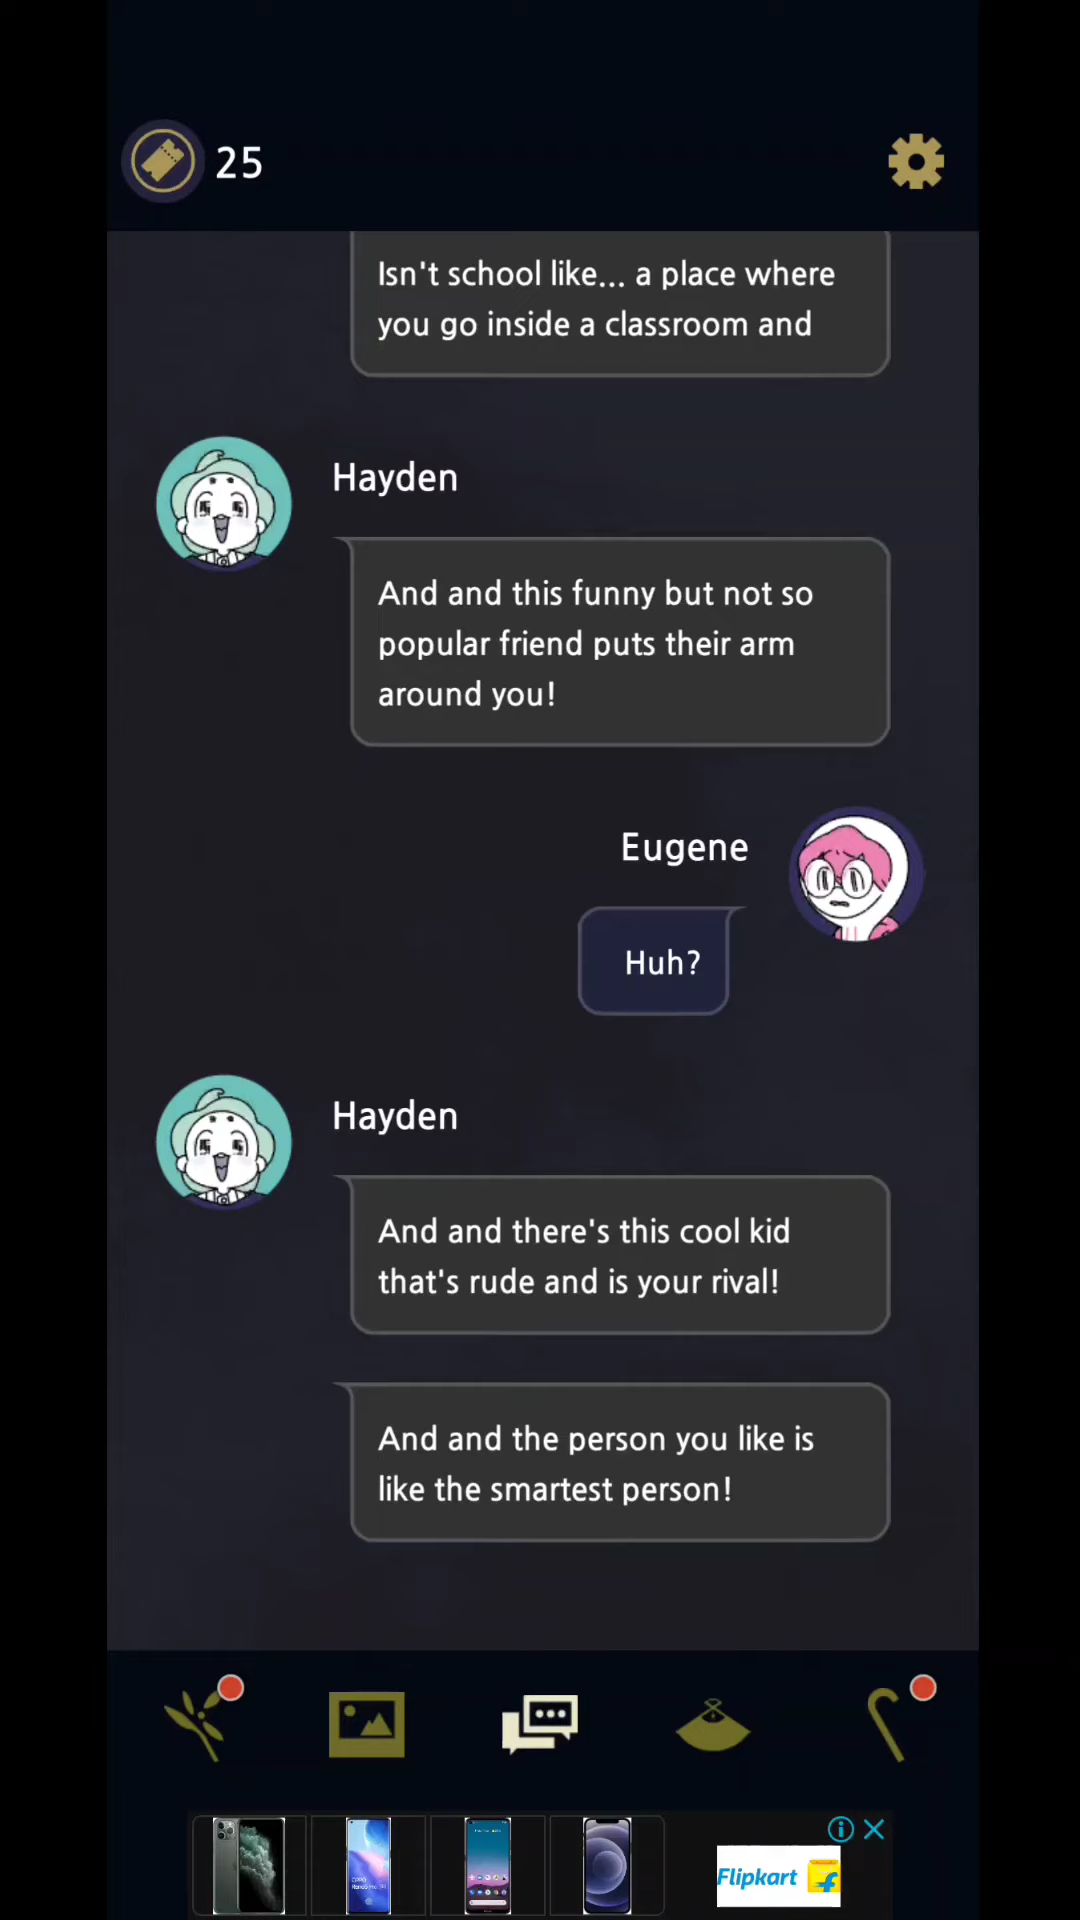 25
Isn't school like... a place where
you go inside a classroom and
Hayden
And and this funny but not so
popular friend puts their arm
around you!
Eugene
Huh?
Hayden
And and there's this cool kid
that's rude and is your rival!
And and the person you like is
like the smartest person!
Flipkart